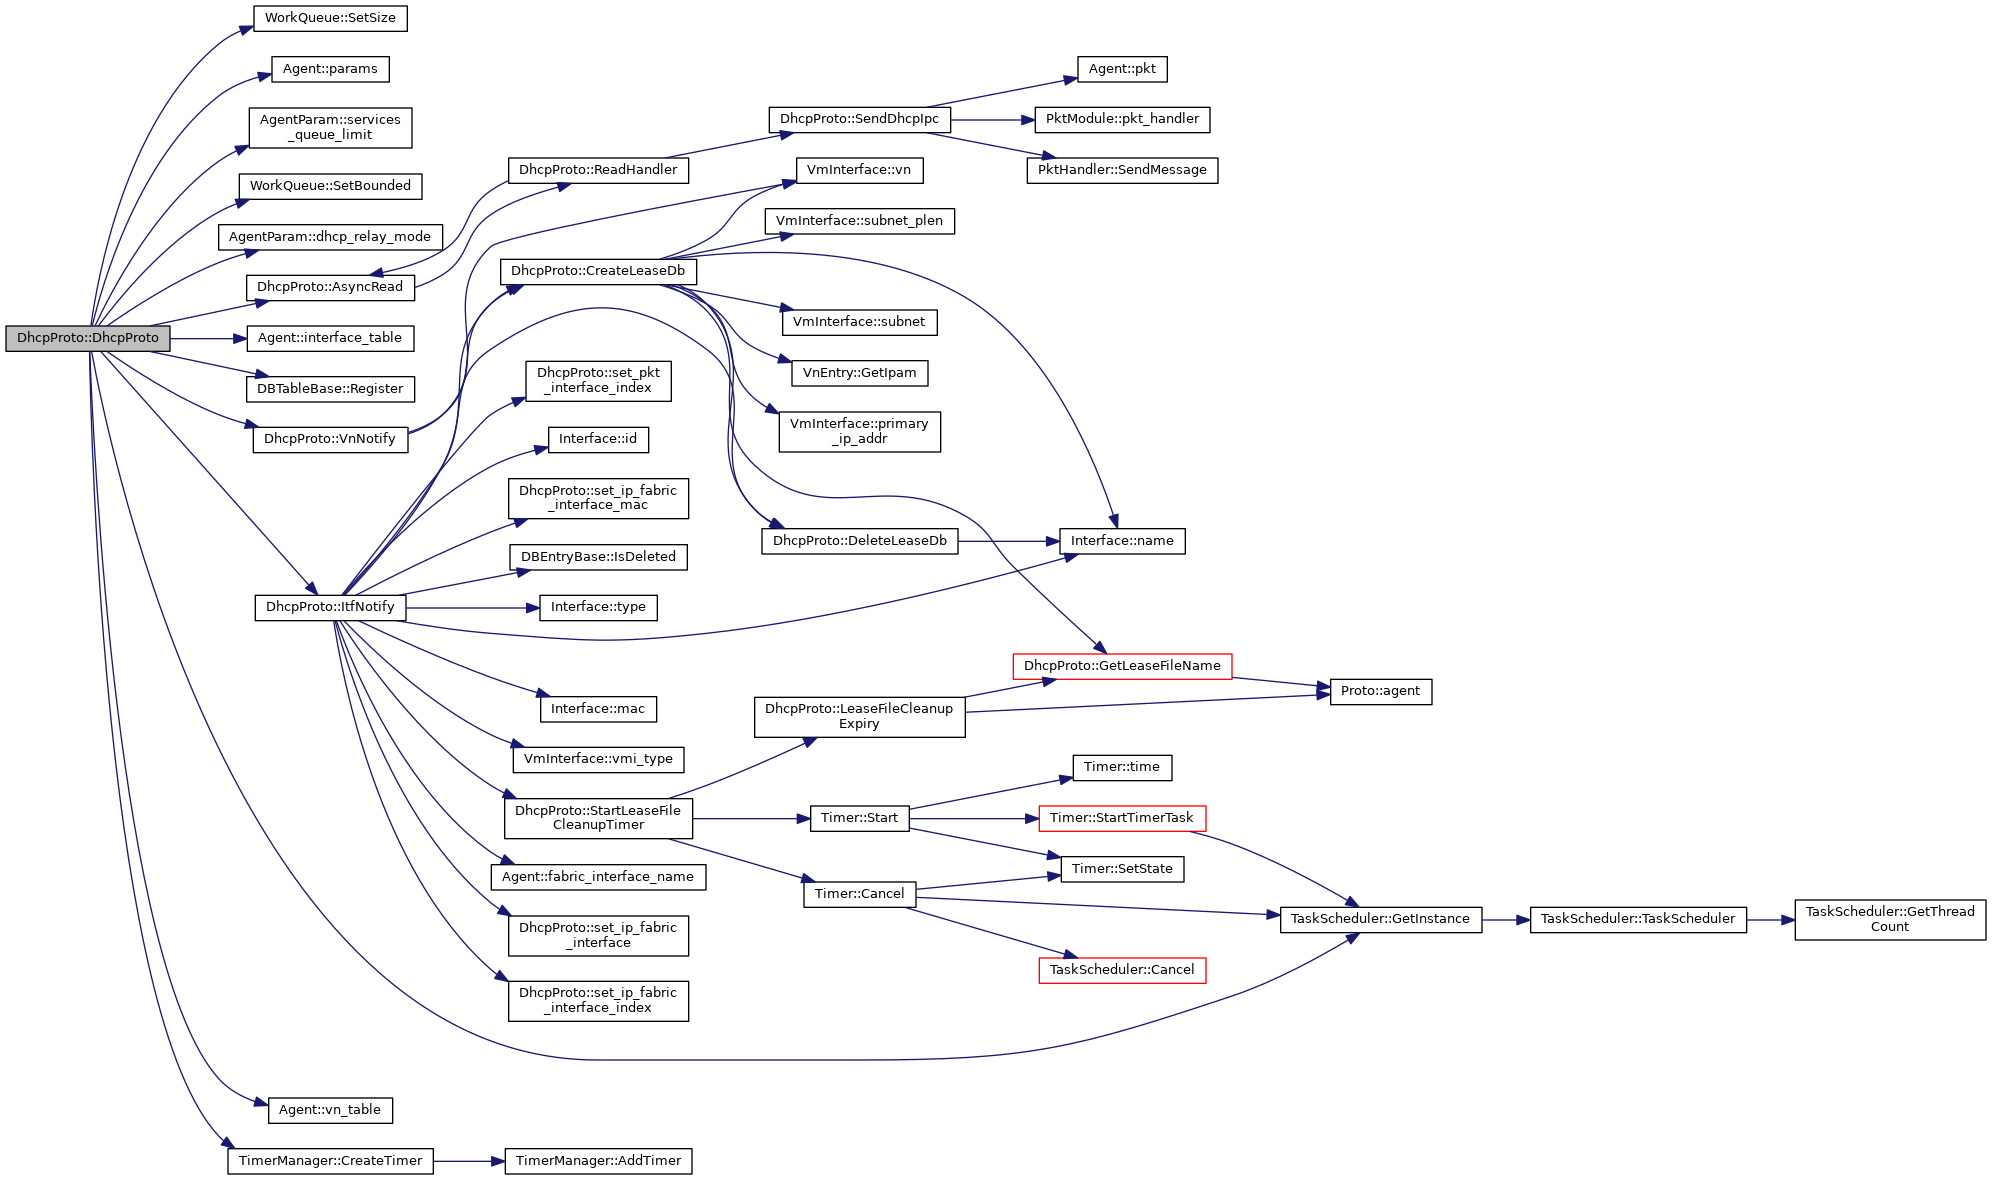 WorkQueue::SetSize
Agent::params
AgentParam::services
_queue_limit
WorkQueue::SetBounded
AgentParam::dhcp_relay_mode
DhcpProto::AsyncRead
DhcpProto::DhcpProto
Agent::interface_table
DBTableBase::Register
DhcpProto::VnNotify
DhcpProto::ItfNotify
Agent::vn_table
TimerManager::CreateTimer
DhcpProto::ReadHandler
DhcpProto::CreateLeaseDb
DhcpProto::set_pkt
_interface_index
Interface::id
DhcpProto::set_ip_fabric
_interface_mac
DBEntryBase::IsDeleted
Interface::type
Interface::mac
VmInterface::vmi_type
DhcpProto::StartLeaseFile
CleanupTimer
Agent::fabric_interface_name
DhcpProto::set_ip_fabric
_interface
DhcpProto::set_ip_fabric
_interface_index
TimerManager::AddTimer
DhcpProto::SendDhcpIpc
VmInterface::vn
VmInterface::subnet_plen
VmInterface::subnet
VnEntry::GetIpam
VmInterface::primary
_ip_addr
DhcpProto::DeleteLeaseDb
DhcpProto::LeaseFileCleanup
Expiry
Timer::Start
Timer::Cancel
Agent::pkt
PktModule::pkt_handler
PktHandler::SendMessage
Interface::name
DhcpProto::GetLeaseFileName
Timer::time
Timer::StartTimerTask
Timer::SetState
TaskScheduler::Cancel
Proto::agent
TaskScheduler::GetInstance
TaskScheduler::TaskScheduler
TaskScheduler::GetThread
Count